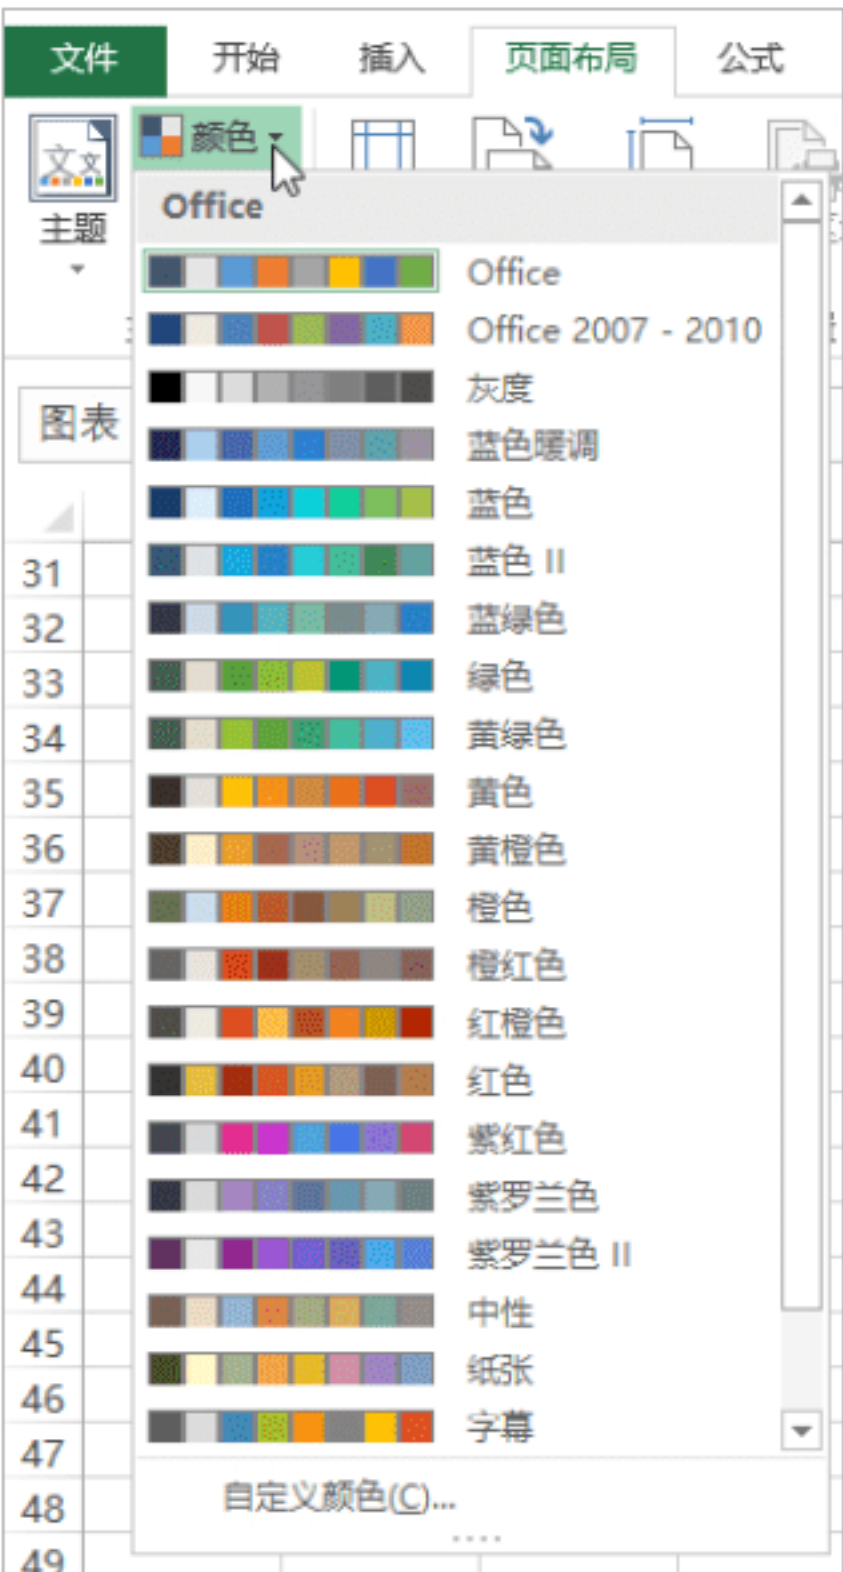 文件 开始 插入 页面布局 公式
文文
颜色
主题
Office
Office
Office 2007 - 2010
灰度
蓝色暖调
蓝色
蓝色 II
蓝绿色
绿色
黄绿色
黄色
黄橙色
橙色
橙红色
红橙色
红色
紫红色
紫罗兰色
紫罗兰色 II
中性
纸张
字幕
自定义颜色(C)...
图表
31
32
33
34
35
36
37
38
39
40
41
42
43
44
45
46
47
48
49